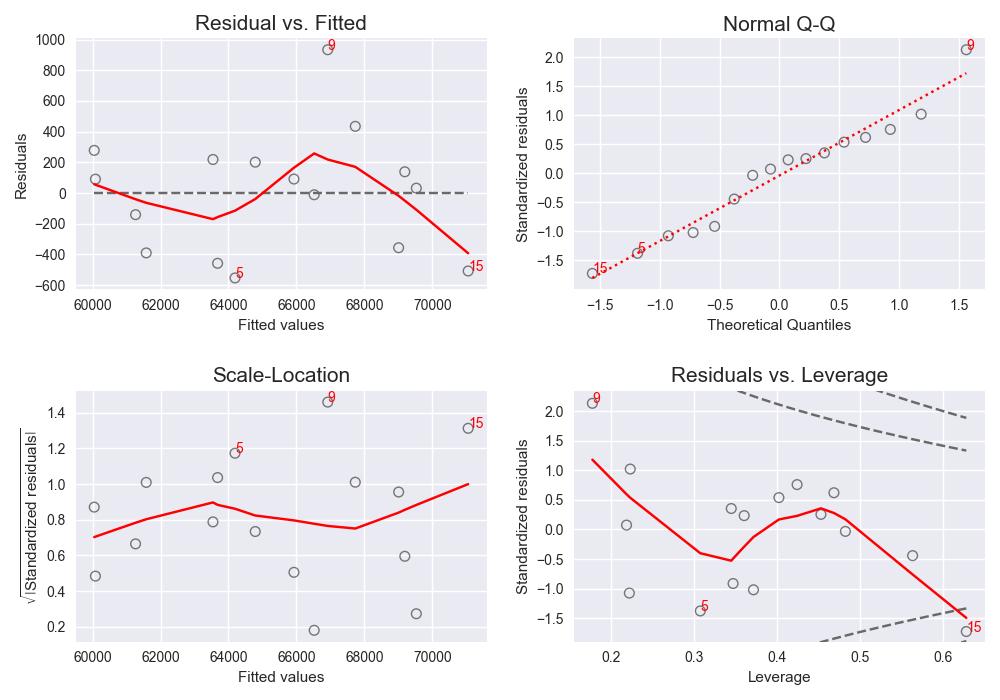 Residual vs. Fitted
1000
800
600
400
200
0
−200
−400
−600
60000 62000 64000 66000 68000 70000
Fitted values
Residuals
9
5
15
Normal Q-Q
2.0
1.5
1.0
0.5
0.0
−0.5
−1.0
−1.5
−1.5 −1.0 −0.5 0.0 0.5 1.0 1.5
Theoretical Quantiles
Standardized residuals
9
5
15
Scale-Location
1.4
1.2
1.0
0.8
0.6
0.4
0.2
60000 62000 64000 66000 68000 70000
Fitted values
√|Standardized residuals|
9
15
5
Residuals vs. Leverage
2.0
1.5
1.0
0.5
0.0
−0.5
−1.0
−1.5
0.2 0.3 0.4 0.5 0.6
Leverage
Standardized residuals
9
5
15